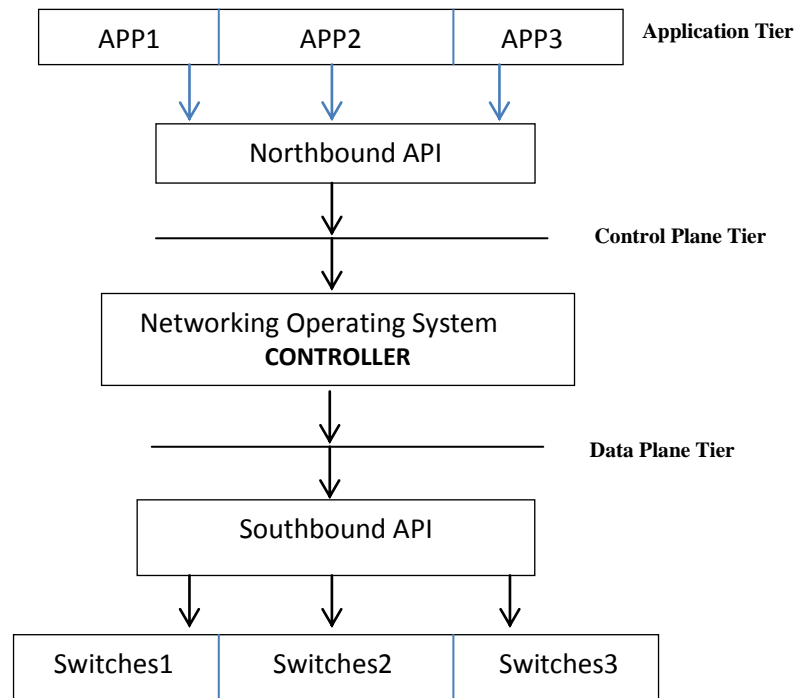 APP1 APP2 APP3 Application Tier
Northbound API
Control Plane Tier
Networking Operating System
CONTROLLER
Data Plane Tier
Southbound API
Switches1 Switches2 Switches3